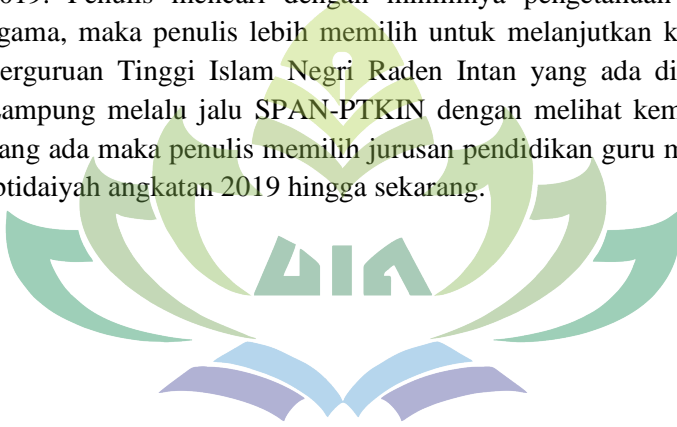 2019. Penulis mencari dengan minimnya pengetahuan
gama, maka penulis lebih memilih untuk melanjutkan k
erguruan Tinggi Islam Negri Raden Intan yang ada di
ampung melalu jalu SPAN-PTKIN dengan melihat kem
ang ada maka penulis memilih jurusan pendidikan guru m
btidaiyah angkatan 2019 hingga sekarang.
UIN